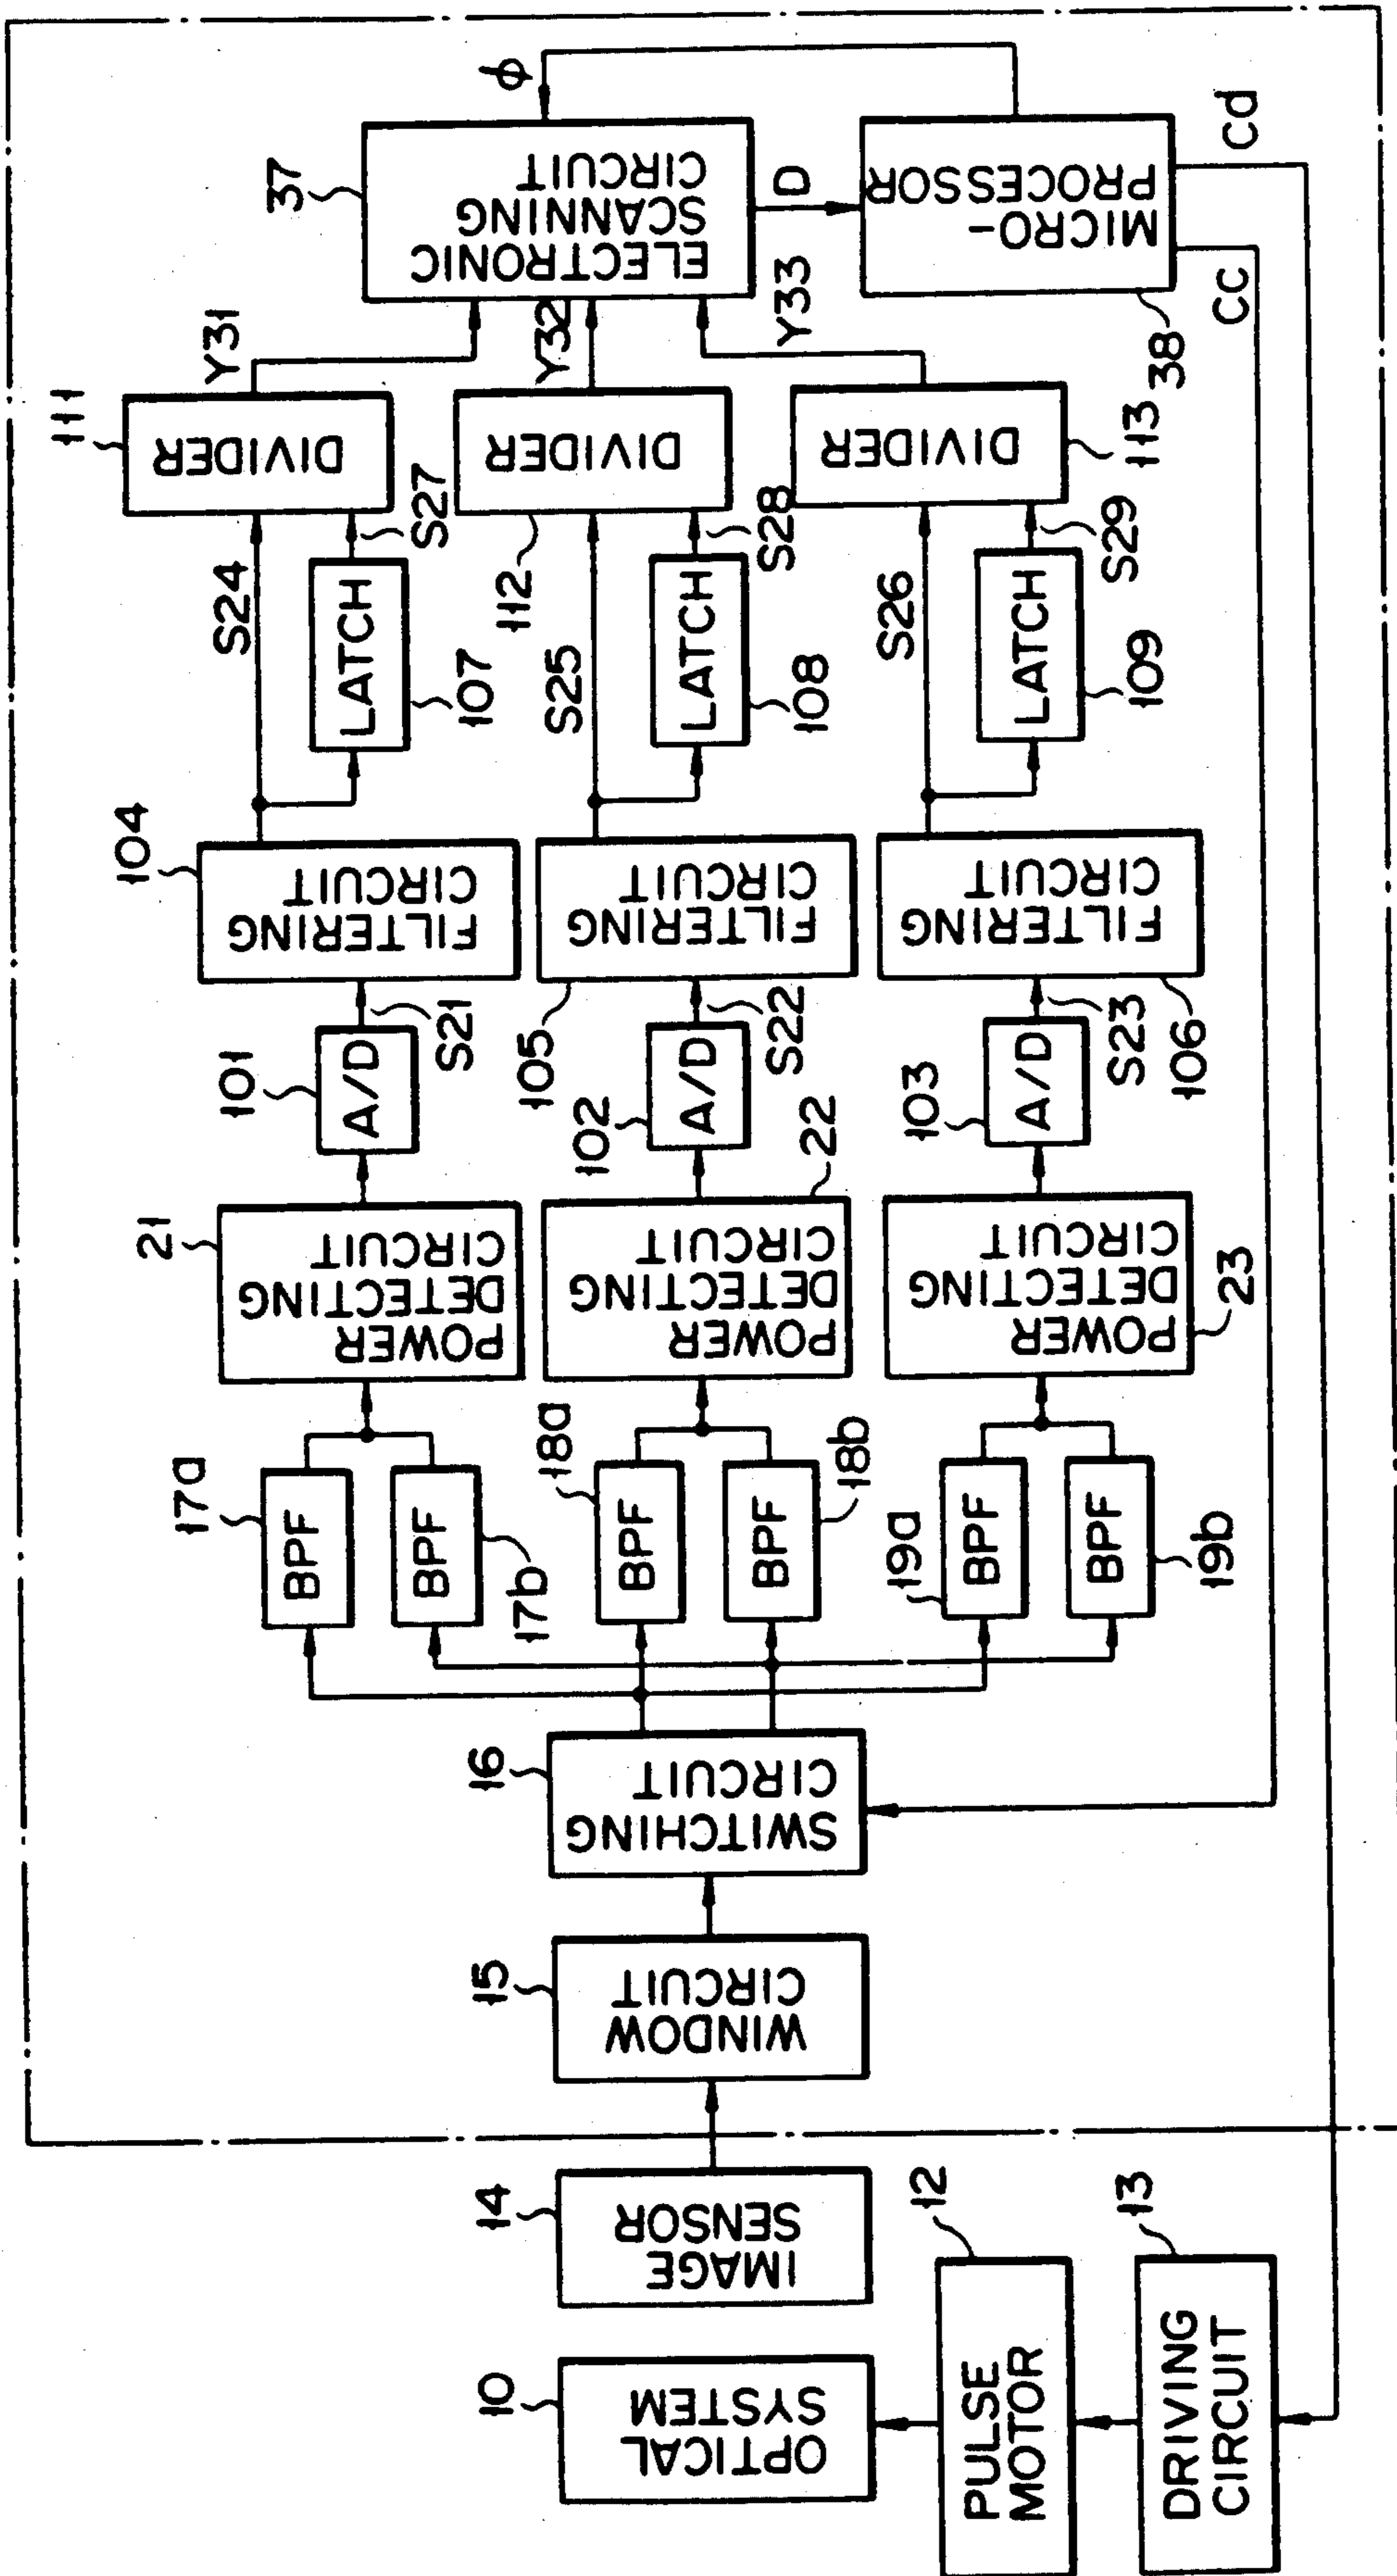 OPTICAL
SYSTEM
10
PULSE
MOTOR
12
DRIVING
CIRCUIT
13
IMAGE
SENSOR
14
WINDOW
CIRCUIT
15
SWITCHING
CIRCUIT
16
BPF
17a
BPF
17b
BPF
18a
BPF
18b
BPF
19a
BPF
19b
POWER
DETECTING
CIRCUIT
21
POWER
DETECTING
CIRCUIT
22
POWER
DETECTING
CIRCUIT
23
A/D
101
S21
A/D
102
S22
A/D
103
S23
FILTERING
CIRCUIT
104
FILTERING
CIRCUIT
105
FILTERING
CIRCUIT
106
S24
LATCH
107
S27
S25
LATCH
108
S28
S26
LATCH
109
S29
DIVIDER
111
Y31
DIVIDER
112
Y32
DIVIDER
113
Y33
ELECTRONIC
SCANNING
CIRCUIT
37
ϕ
D
MICRO-
PROCESSOR
38
Cc
Cd